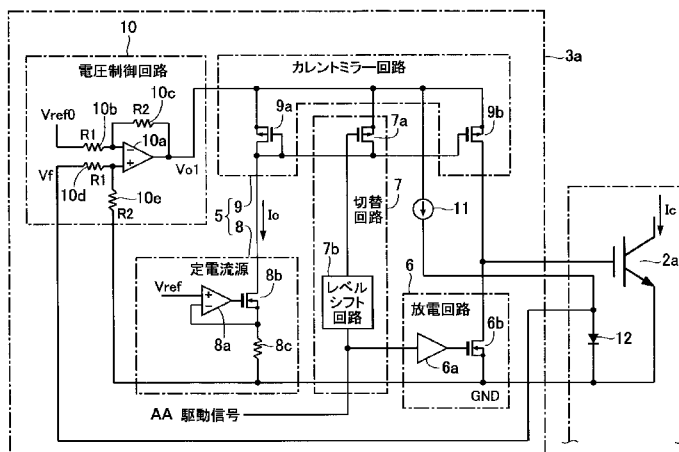 10
電圧制御回路
カレントミラー回路
3a
10b
10c
Vref0
R1
R2
10a
Vf
R1
10d
10e
R2
Vo1
9a
7a
9b
切替回路
7
5
9
8
Io
11
Ic
2a
定電流源
Vref
8b
8a
8c
7b
レベルシフト回路
6
放電回路
6b
6a
12
GND
AA 駆動信号